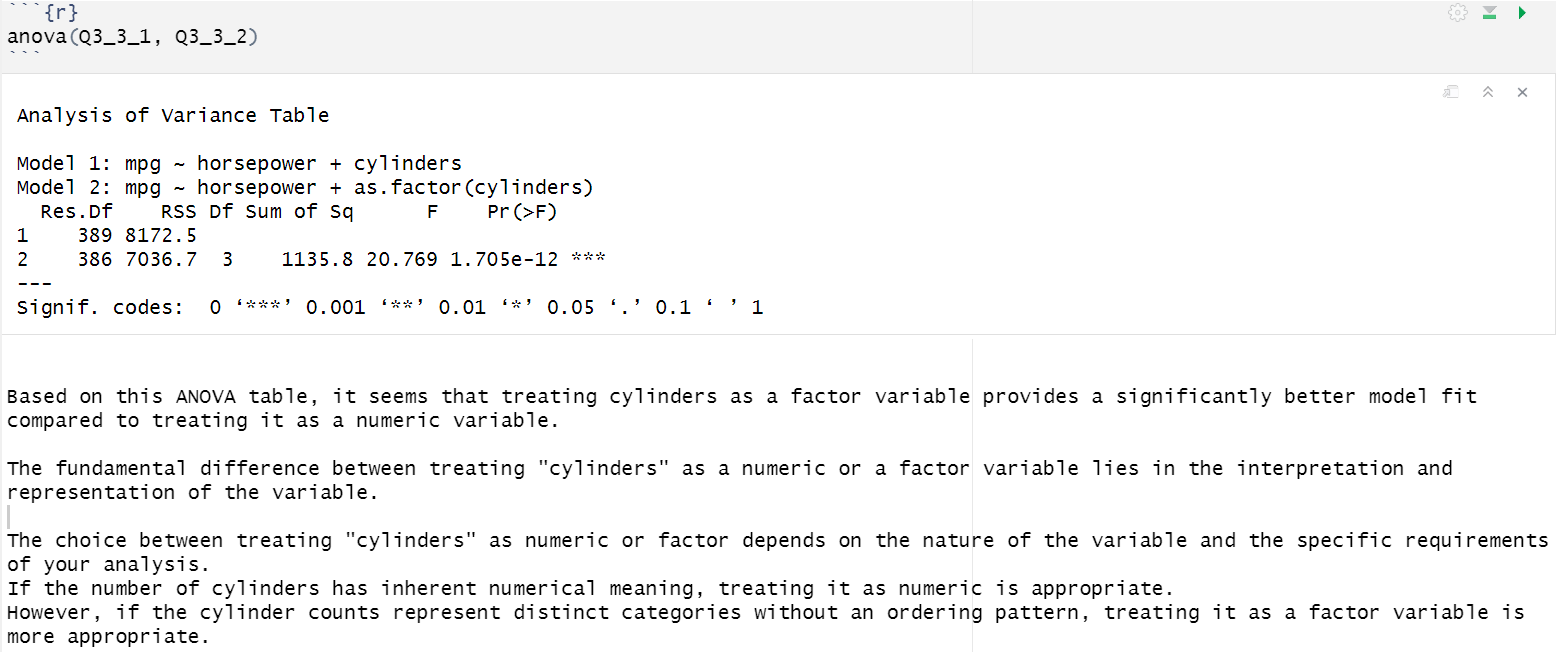 ```{r}
anova(Q3_3_1, Q3_3_2)
```
Analysis of Variance Table

Model 1: mpg ~ horsepower + cylinders
Model 2: mpg ~ horsepower + as.factor(cylinders)
  Res.Df    RSS Df Sum of Sq      F    Pr(>F)
1    389 8172.5
2    386 7036.7  3    1135.8 20.769 1.705e-12 ***
---
Signif. codes:  0 ‘***’ 0.001 ‘**’ 0.01 ‘*’ 0.05 ‘.’ 0.1 ‘ ’ 1

Based on this ANOVA table, it seems that treating cylinders as a factor variable provides a significantly better model fit
compared to treating it as a numeric variable.

The fundamental difference between treating "cylinders" as a numeric or a factor variable lies in the interpretation and
representation of the variable.

The choice between treating "cylinders" as numeric or factor depends on the nature of the variable and the specific requirements
of your analysis.
If the number of cylinders has inherent numerical meaning, treating it as numeric is appropriate.
However, if the cylinder counts represent distinct categories without an ordering pattern, treating it as a factor variable is
more appropriate.